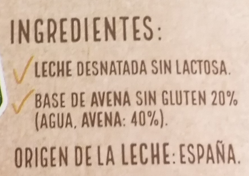 INGREDIENTES:
LECHE DESNATADA SIN LACTOSA.
BASE DE AVENA SIN GLUTEN 20%
(AGUA, AVENA: 40%).
ORIGEN DE LA LECHE: ESPAÑA.